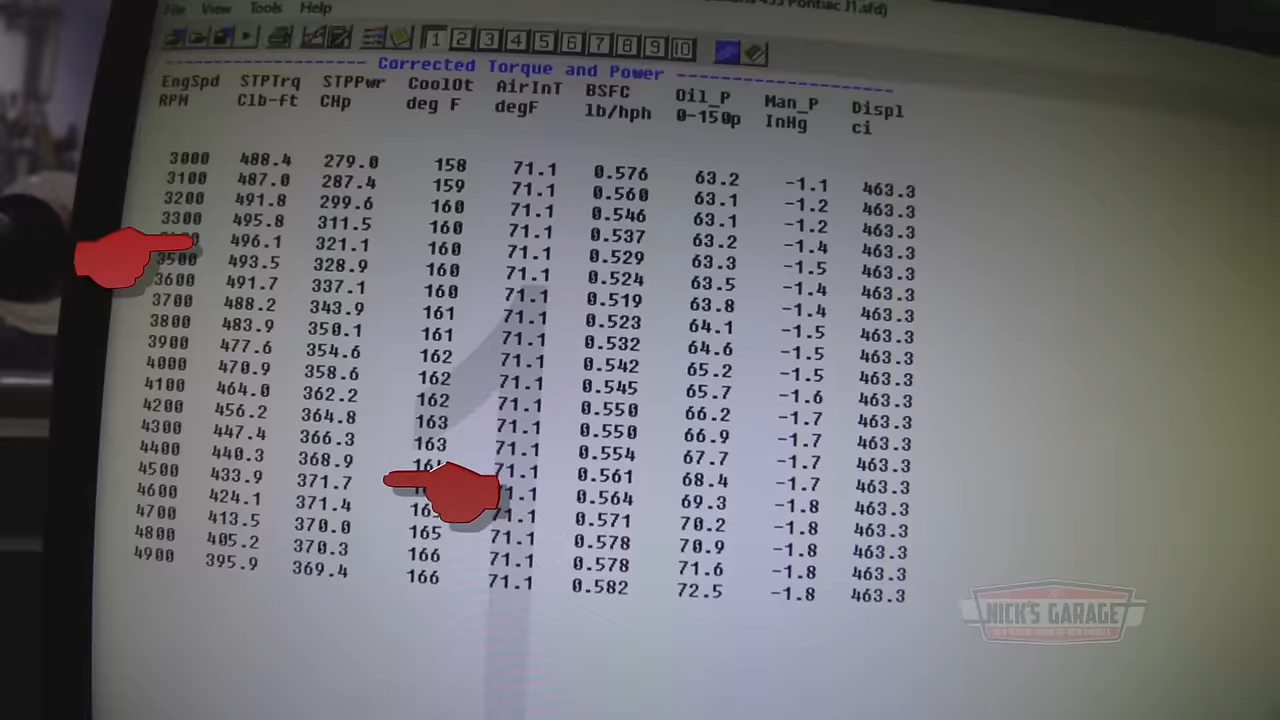 File View Tools Help
Pontiac J1.sfd)
1 2 3 4 5 6 7 8 9 10
Corrected Torque and Power
EngSpd STPTrq STPPwr CoolOt AirInT BSFC Oil_P Man_P Displ
RPM Clb-ft CHp deg F degF lb/hph 0-150p InHg ci
3000 488.4 279.0 158 71.1 0.576 63.2 -1.1 463.3
3100 487.0 287.4 159 71.1 0.560 63.1 -1.2 463.3
3200 491.8 299.6 160 71.1 0.546 63.1 -1.2 463.3
3300 495.8 311.5 160 71.1 0.537 63.2 -1.4 463.3
496.1 321.1 160 71.1 0.529 63.3 -1.5 463.3
3500 493.5 328.9 160 71.1 0.524 63.5 -1.4 463.3
3600 491.7 337.1 160 71.1 0.519 63.8 -1.4 463.3
3700 488.2 343.9 161 71.1 0.523 64.1 -1.5 463.3
3800 483.9 350.1 161 71.1 0.532 64.6 -1.5 463.3
3900 477.6 354.6 162 71.1 0.542 65.2 -1.5 463.3
4000 470.9 358.6 162 71.1 0.545 65.7 -1.6 463.3
4100 464.0 362.2 162 71.1 0.550 66.2 -1.7 463.3
4200 456.2 364.8 163 71.1 0.550 66.9 -1.7 463.3
4300 447.4 366.3 163 71.1 0.554 67.7 -1.7 463.3
4400 440.3 368.9 71.1 0.561 68.4 -1.7 463.3
4500 433.9 371.7 0.564 69.3 -1.8 463.3
4600 424.1 371.4 71.1 0.571 70.2 -1.8 463.3
4700 413.5 370.0 165 71.1 0.578 70.9 -1.8 463.3
4800 405.2 370.3 166 71.1 0.578 71.6 -1.8 463.3
4900 395.9 369.4 166 71.1 0.582 72.5 -1.8 463.3
NICK'S GARAGE